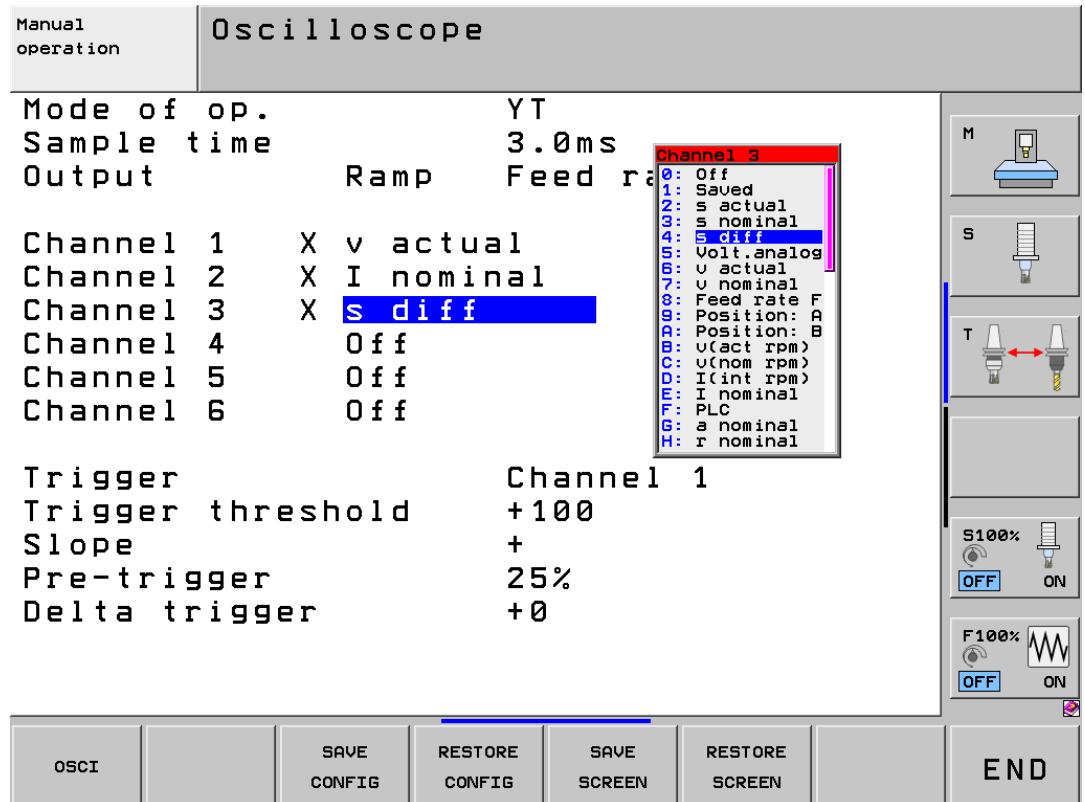 Manual
operation
Oscilloscope
Mode of op. YT
Sample time 3.0ms
Output Ramp Feed
Channel 1 X v actual
Channel 2 X I nominal
Channel 3 X s diff
Channel 4 Off
Channel 5 Off
Channel 6 Off
Trigger Channel 1
Trigger threshold +100
Slope +
Pre-trigger 25%
Delta trigger +0
Channel 3
0: Off
1: Saved
2: s actual
3: s nominal
4: s diff
5: Volt.analog
6: v actual
7: v nominal
8: Feed rate F
9: Position: A
A: Position: B
B: v(act rpm)
C: v(nom rpm)
D: I(int rpm)
E: I nominal
F: PLC
G: a nominal
H: r nominal
M
S
T
S100%
OFF ON
F100%
OFF ON
OSCI
SAVE
CONFIG
RESTORE
CONFIG
SAVE
SCREEN
RESTORE
SCREEN
END